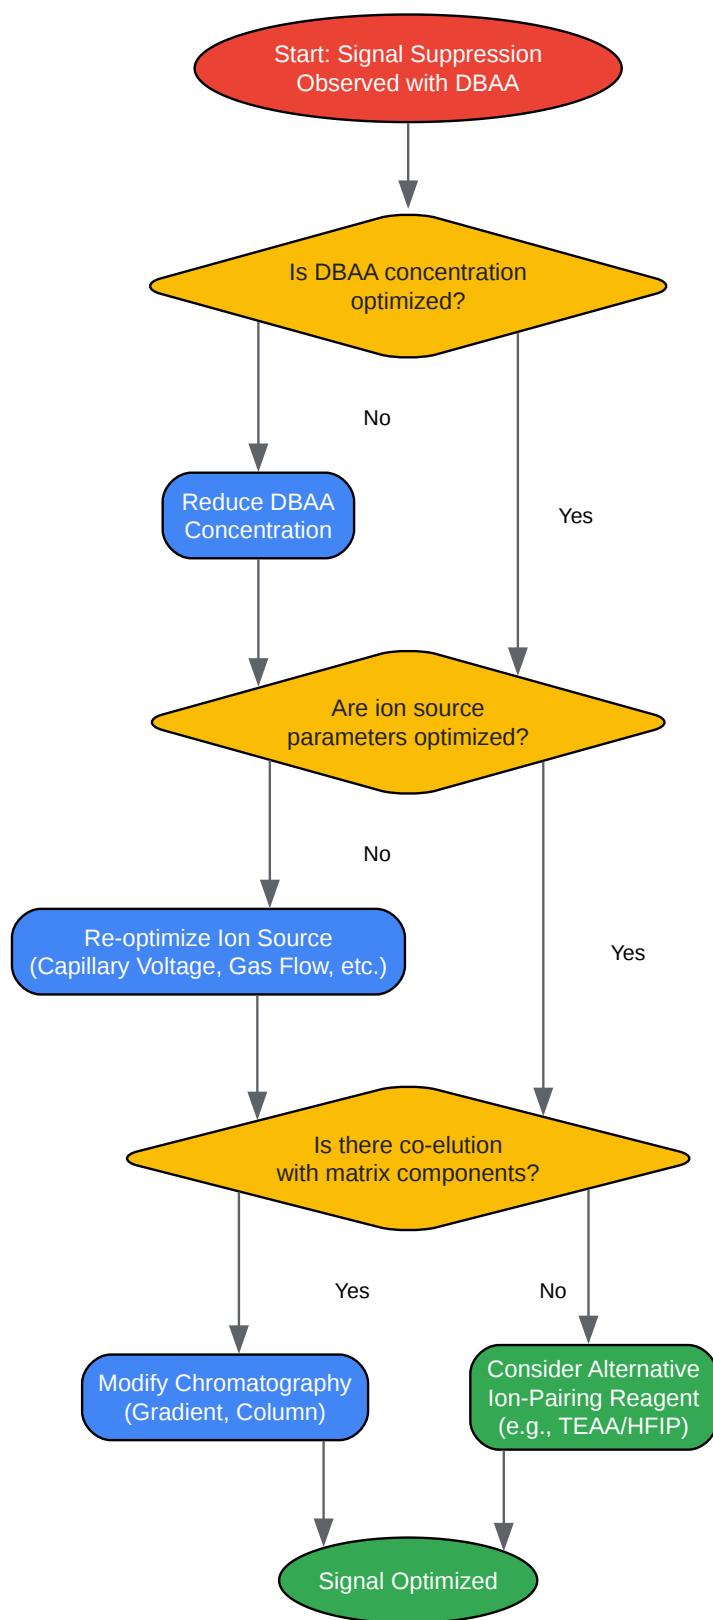 Start: Signal Suppression
Observed with DBAA
Is DBAA concentration
optimized?
No
Reduce DBAA
Concentration
Yes
Are ion source
parameters optimized?
No
Re-optimize Ion Source
(Capillary Voltage, Gas Flow, etc.)
Yes
Is there co-elution
with matrix components?
Yes
No
Modify Chromatography
(Gradient, Column)
Consider Alternative
Ion-Pairing Reagent
(e.g., TEAA/HFIP)
Signal Optimized